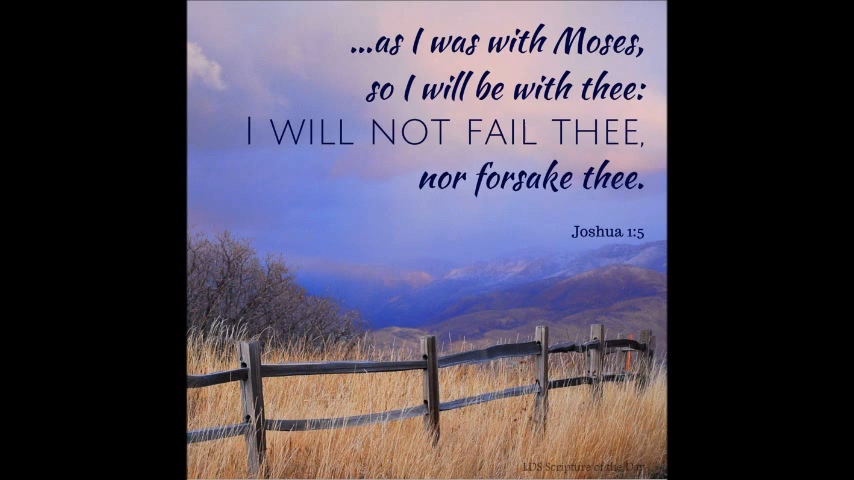 ...as I was with Moses,
so I will be with thee:
I WILL NOT FAIL THEE,
nor forsake thee.
Joshua 1:5
LDS Scripture of the Day